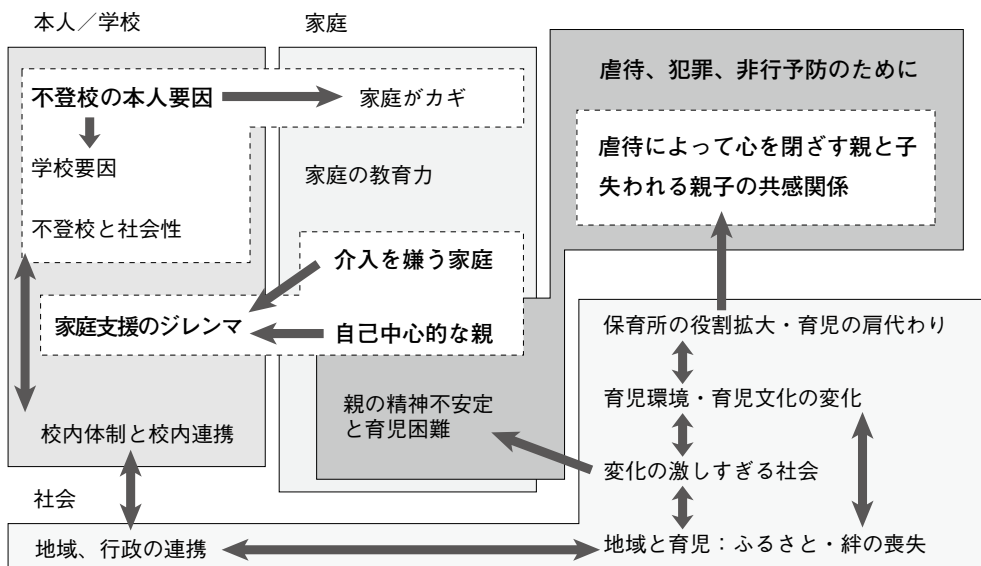 本人／学校
家庭
虐待、犯罪、非行予防のために
不登校の本人要因
家庭がカギ
虐待によって心を閉ざす親と子
失われる親子の共感関係
学校要因
家庭の教育力
不登校と社会性
介入を嫌う家庭
家庭支援のジレンマ
自己中心的な親
保育所の役割拡大・育児の肩代わり
親の精神不安定
と育児困難
育児環境・育児文化の変化
校内体制と校内連携
変化の激しすぎる社会
社会
地域、行政の連携
地域と育児：ふるさと・絆の喪失